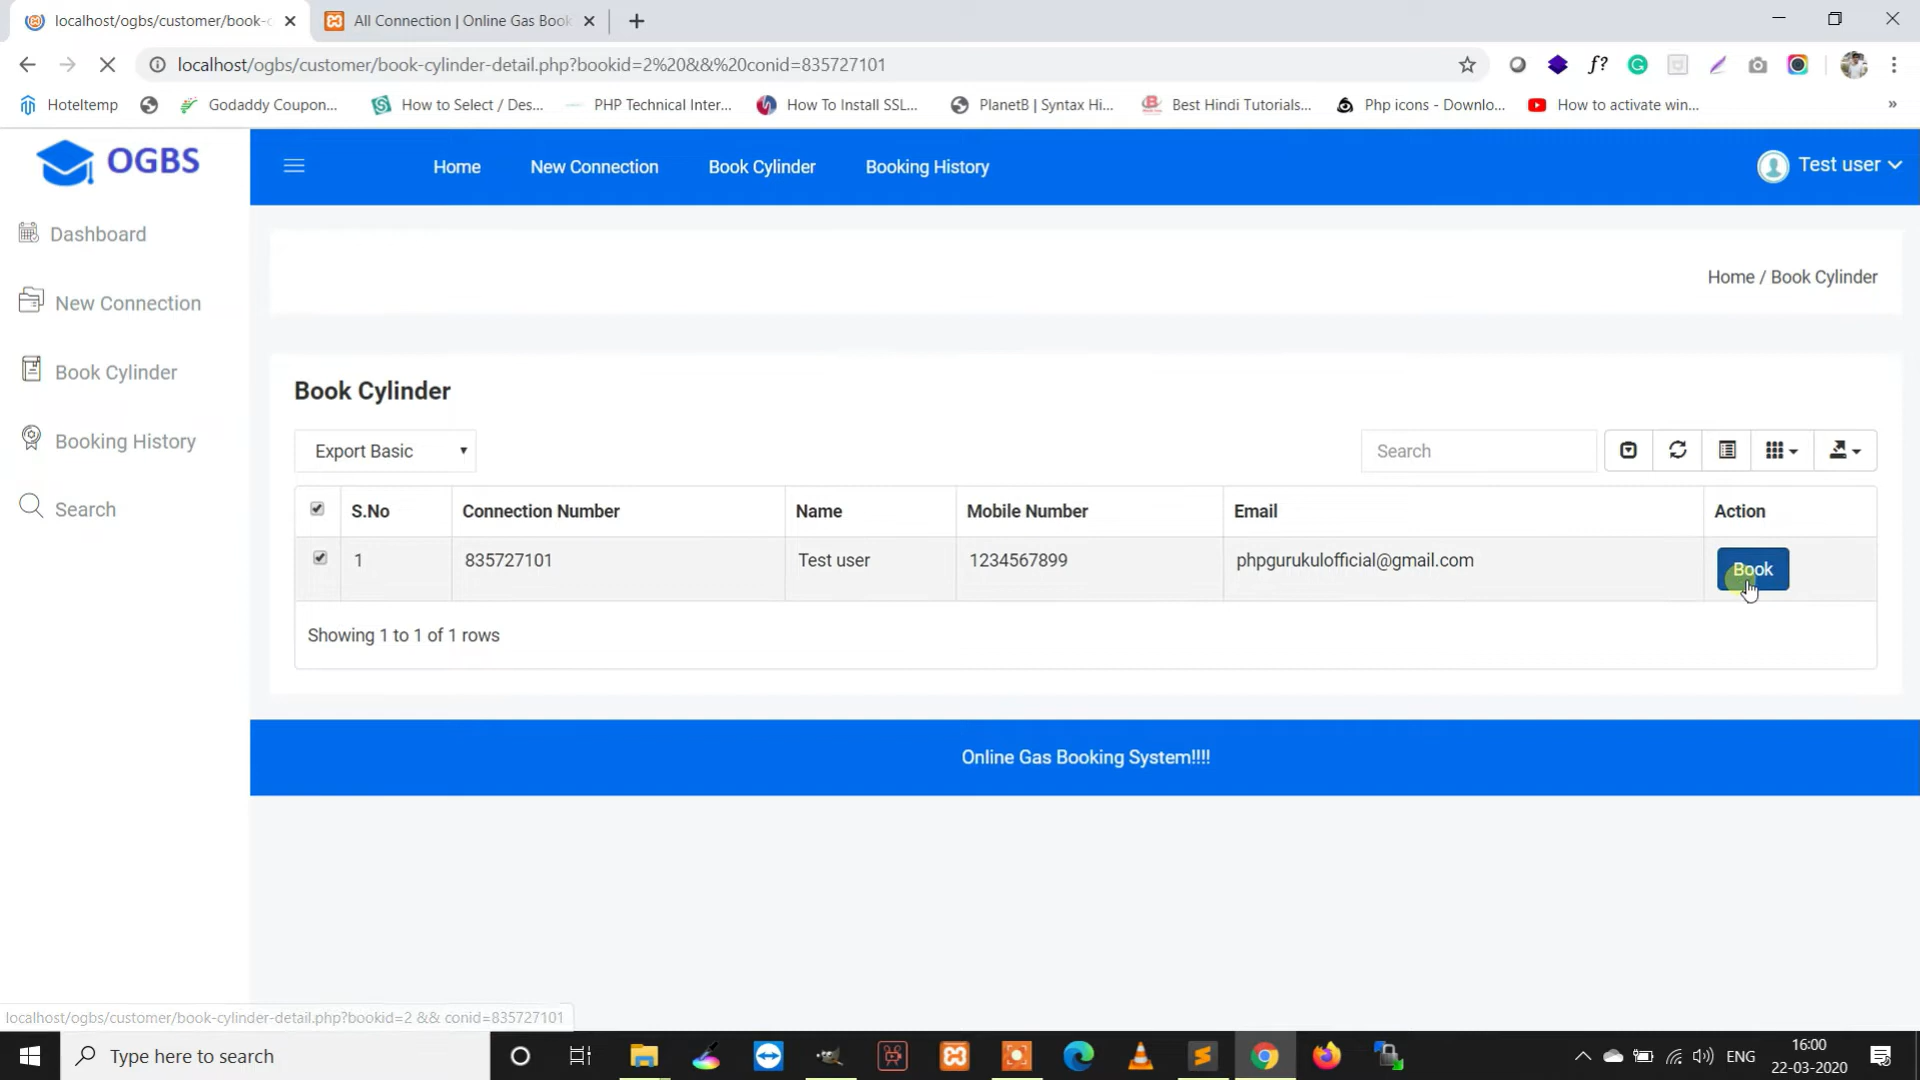 localhost/ogbs/customer/book-c
All Connection | Online Gas Book
localhost/ogbs/customer/book-cylinder-detail.php?bookid=2%20&&%20conid=835727101
f?
Hoteltemp
Godaddy Coupon...
How to Select / Des...
PHP Technical Inter...
How To Install SSL...
PlanetB | Syntax Hi...
Best Hindi Tutorials...
Php icons - Downlo...
How to activate win...
»
OGBS
Home
New Connection
Book Cylinder
Booking History
Test user
Dashboard
New Connection
Book Cylinder
Booking History
Search
Home / Book Cylinder
Book Cylinder
Export Basic
Search
S.No
Connection Number
Name
Mobile Number
Email
Action
1
835727101
Test user
1234567899
phpgurukulofficial@gmail.com
Book
Showing 1 to 1 of 1 rows
Online Gas Booking System!!!!
localhost/ogbs/customer/book-cylinder-detail.php?bookid=2 && conid=835727101
Type here to search
ENG
16:00
22-03-2020